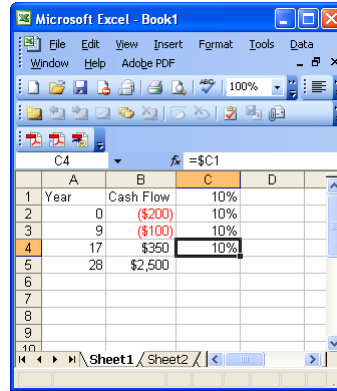 Microsoft Excel - Book1
File Edit View Insert Format Tools Data
Window Help Adobe PDF
100%
C4 fx =$C1
A B C D
1 Year Cash Flow 10%
2 0 ($200) 10%
3 9 ($100) 10%
4 17 $350 10%
5 28 $2,500
6
7
8
9
10
Sheet1 Sheet2